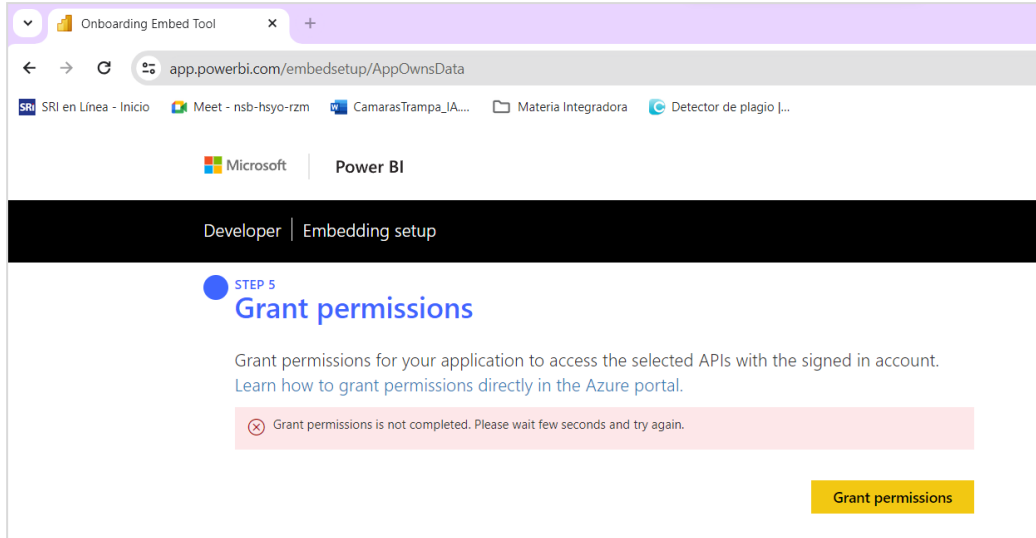 Onboarding Embed Tool
app.powerbi.com/embedsetup/AppOwnsData
SRi SRI en Línea - Inicio Meet - nsb-hsyo-rzm CamarasTrampa_IA.... Materia Integradora Detector de plagio |...
Microsoft Power BI
Developer | Embedding setup
STEP 5
Grant permissions
Grant permissions for your application to access the selected APIs with the signed in account.
Learn how to grant permissions directly in the Azure portal.
Grant permissions is not completed. Please wait few seconds and try again.
Grant permissions